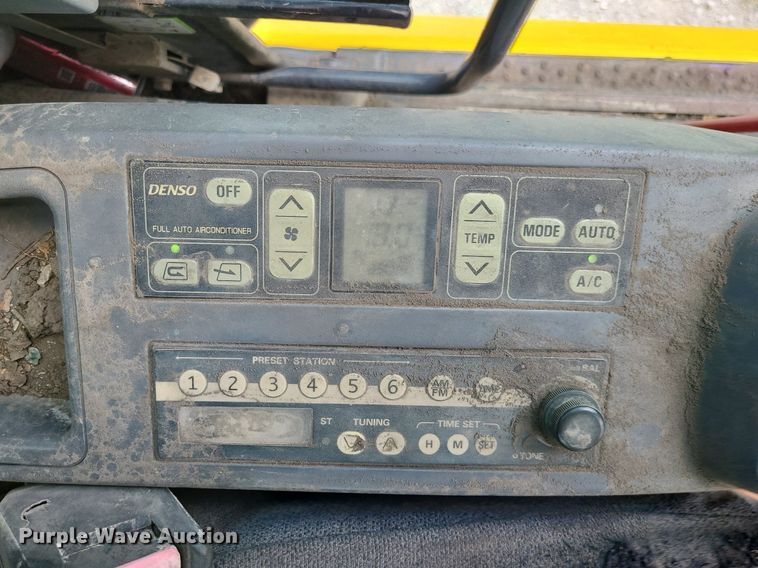 DENSO OFF
FULL AUTO AIRCONDITIONER
TEMP
MODE AUTO
A/C
PRESET STATION
1 2 3 4 5 6 AM FM
BAL
ST TUNING TIME SET
H M SET
TONE
Purple Wave Auction